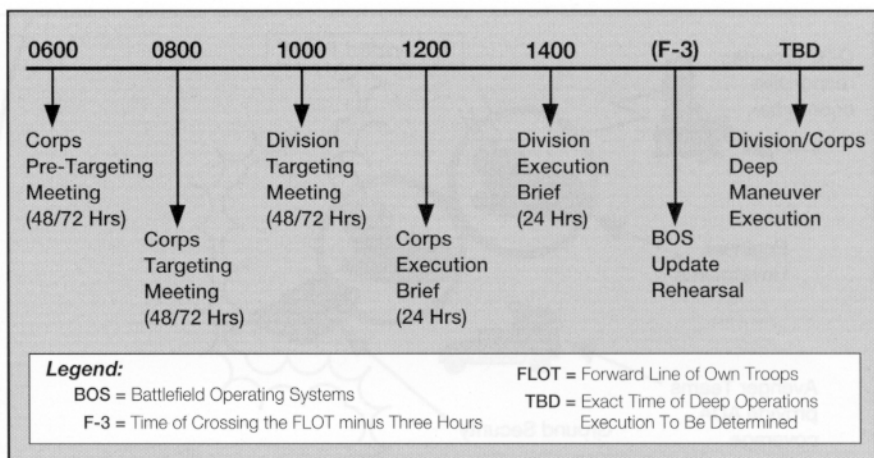 0600 0800 1000 1200 1400 (F-3) TBD
Corps
Pre-Targeting
Meeting
(48/72 Hrs)
Corps
Targeting
Meeting
(48/72 Hrs)
Division
Targeting
Meeting
(48/72 Hrs)
Corps
Execution
Brief
(24 Hrs)
Division
Execution
Brief
(24 Hrs)
BOS
Update
Rehearsal
Division/Corps
Deep
Maneuver
Execution
Legend:
BOS = Battlefield Operating Systems
F-3 = Time of Crossing the FLOT minus Three Hours
FLOT = Forward Line of Own Troops
TBD = Exact Time of Deep Operations
Execution To Be Determined